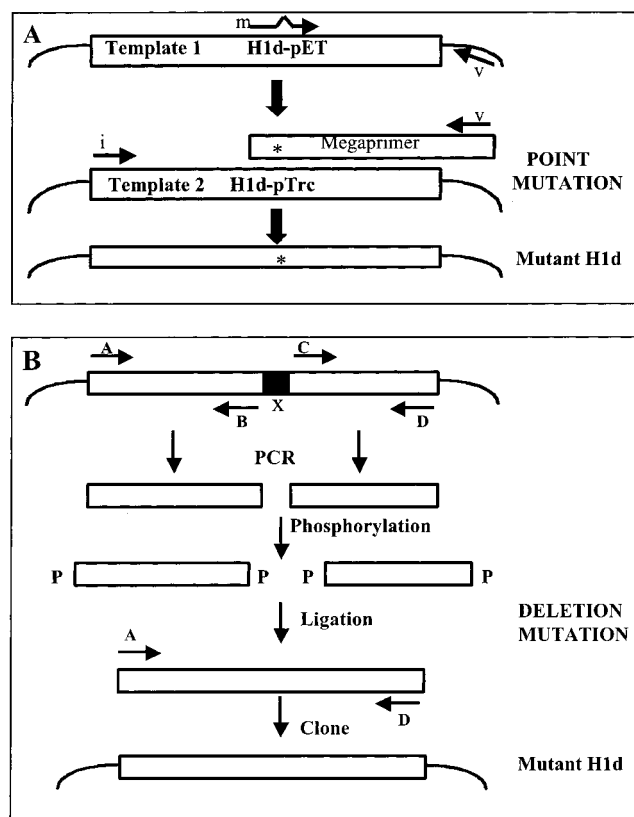 A
m
Template 1 H1d-pET
v
i
v
* Megaprimer
POINT
MUTATION
Template 2 H1d-pTrc
*
Mutant H1d
B
A C
B X D
PCR
Phosphorylation
P P P P
Ligation
DELETION
MUTATION
A
D
Clone
Mutant H1d